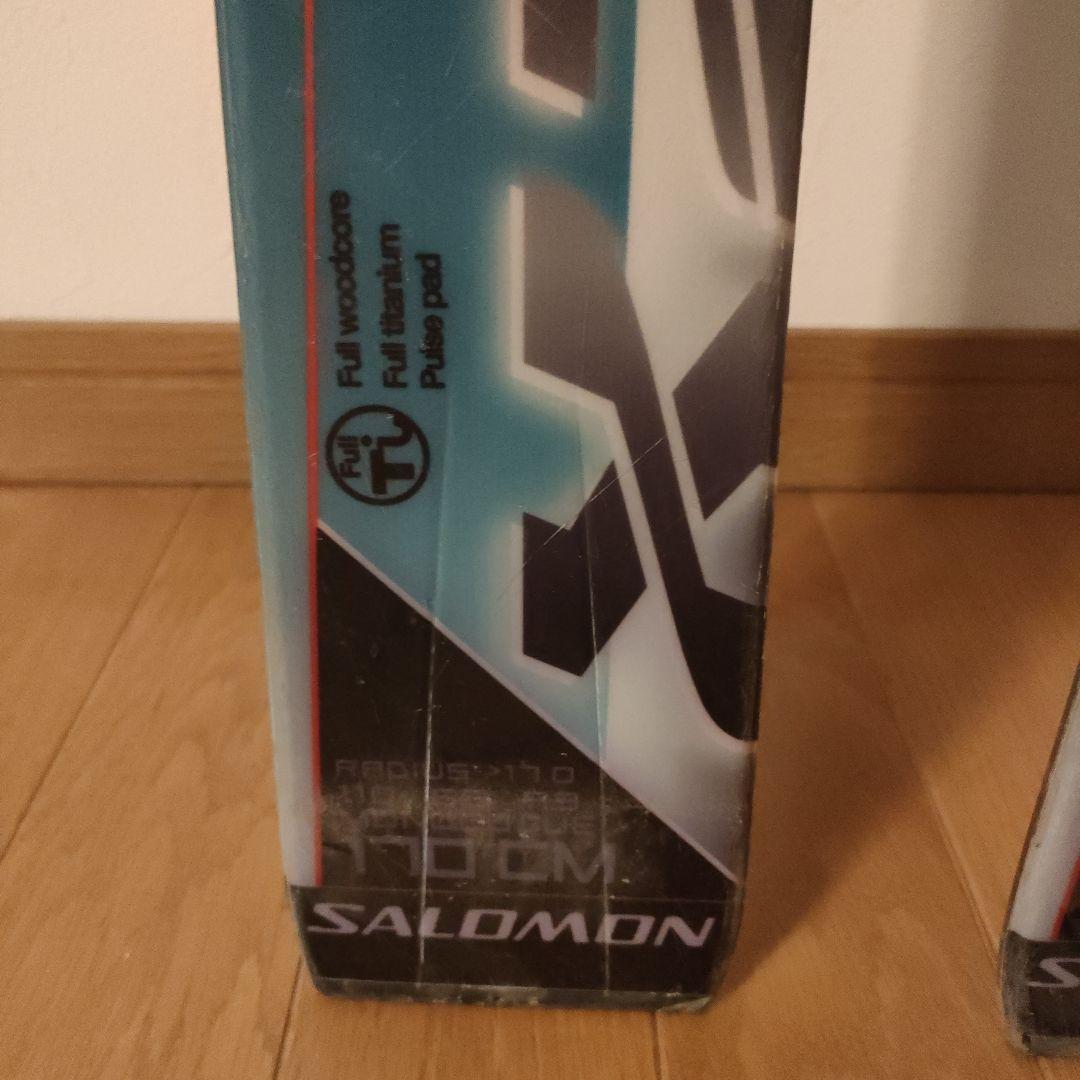 Full woodcore
Full titanium
Pulse pad
Full
Ti
RADIUS >17.0
170 CM
SALOMON
S